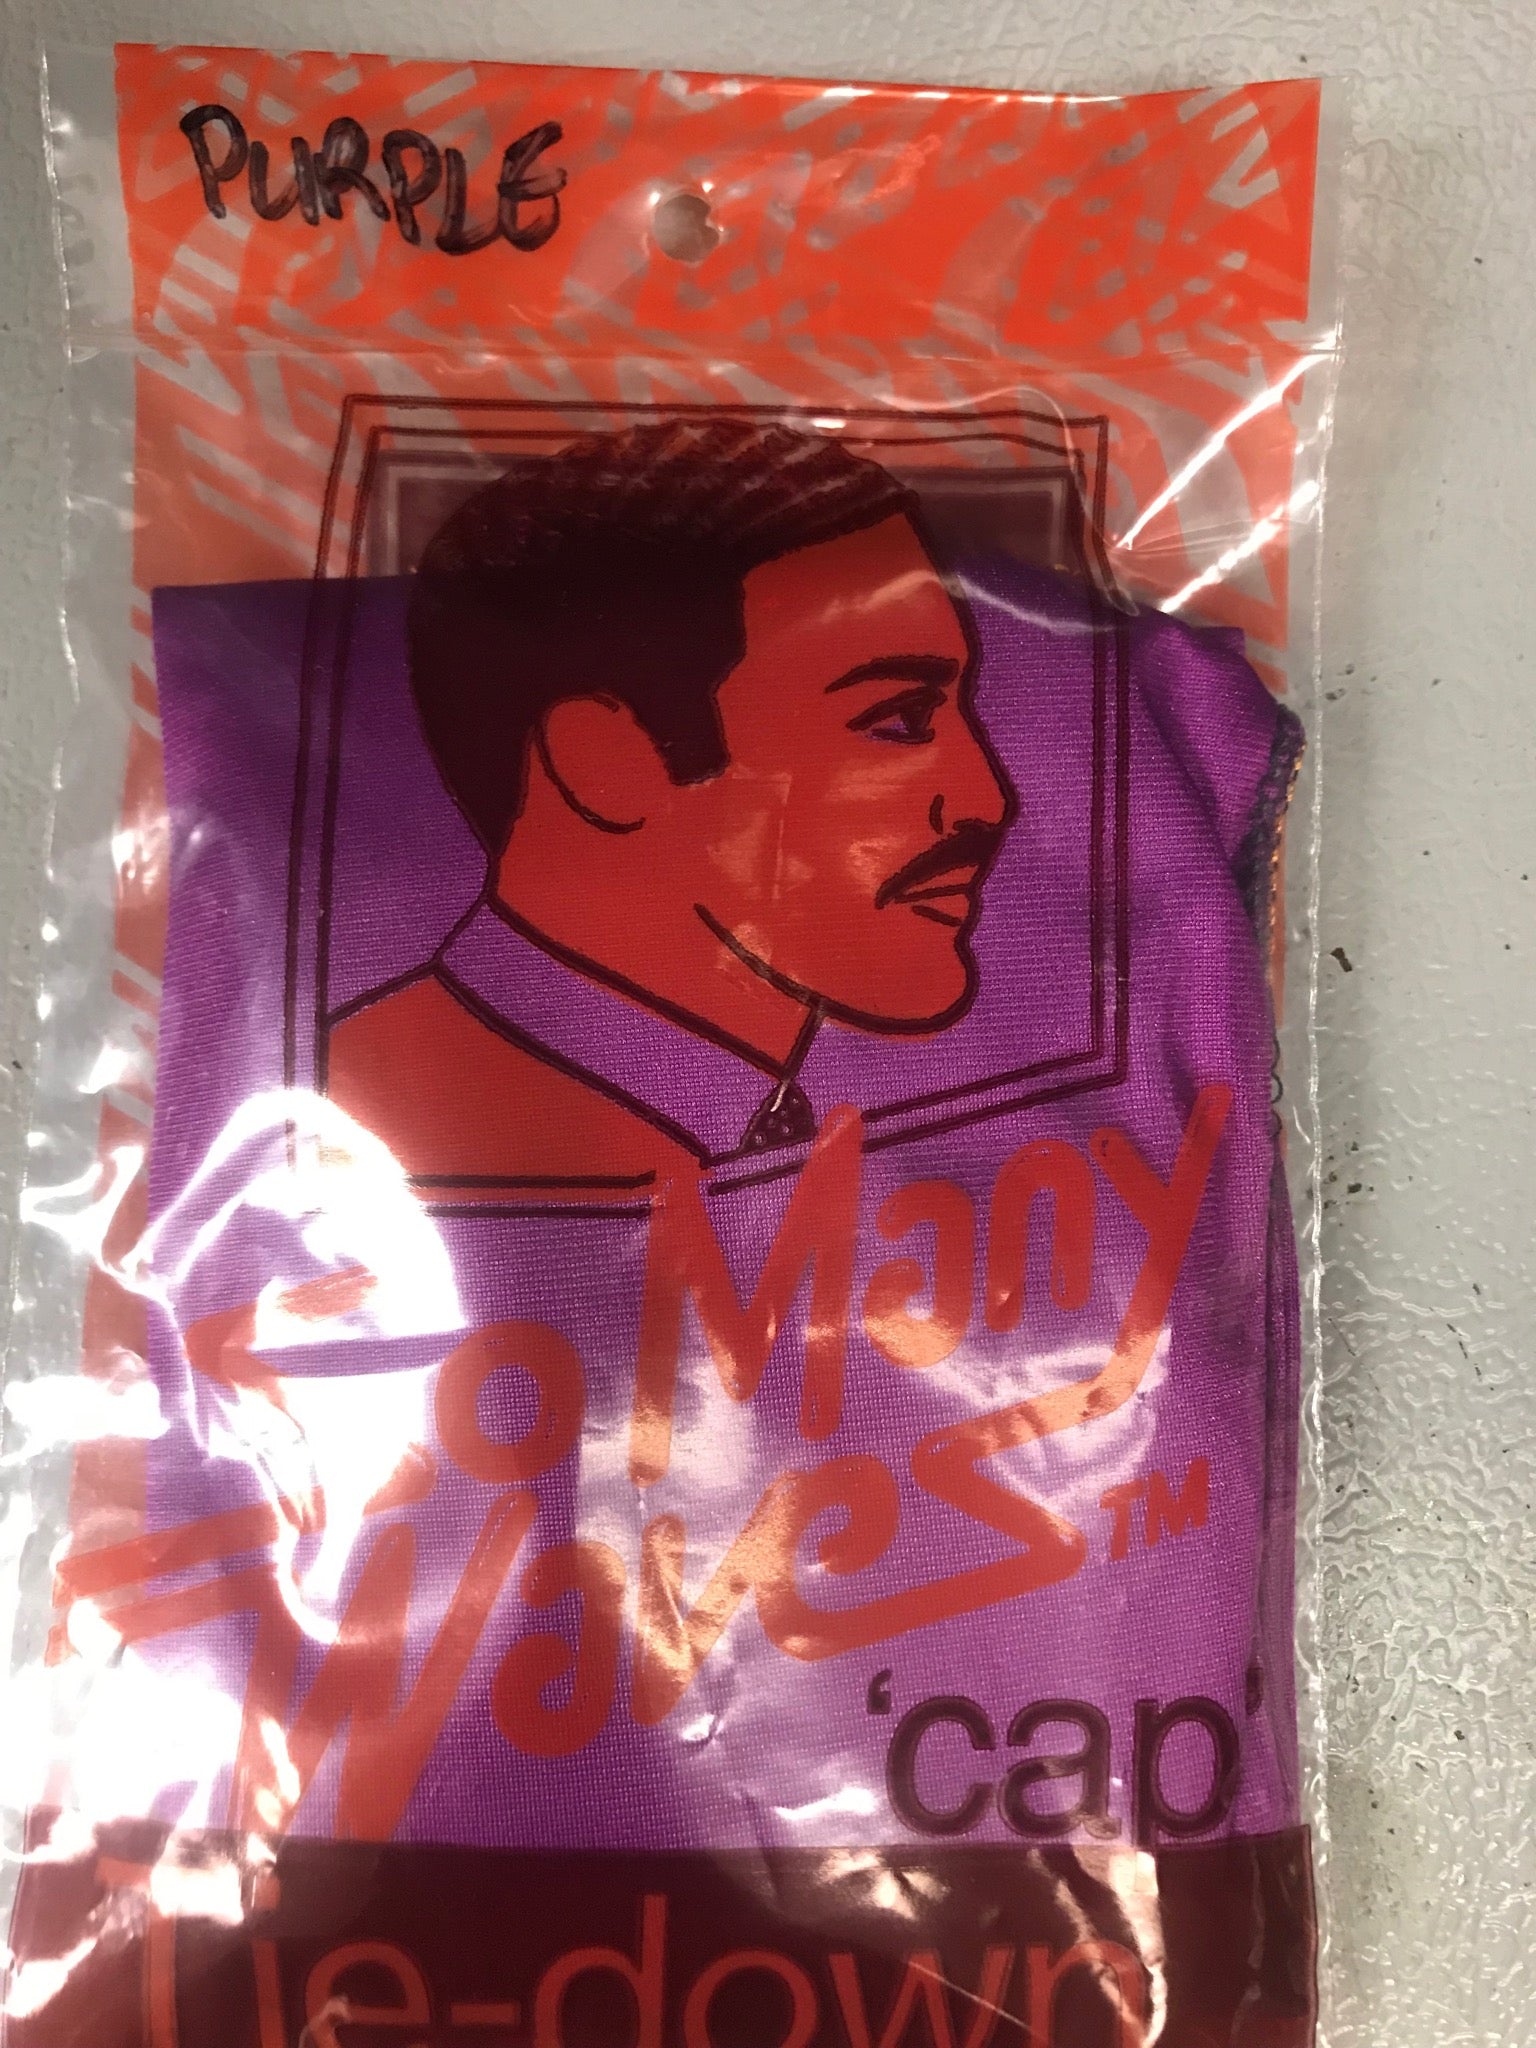 PURPLE
So Many
Waves™
'cap'
Tie-down